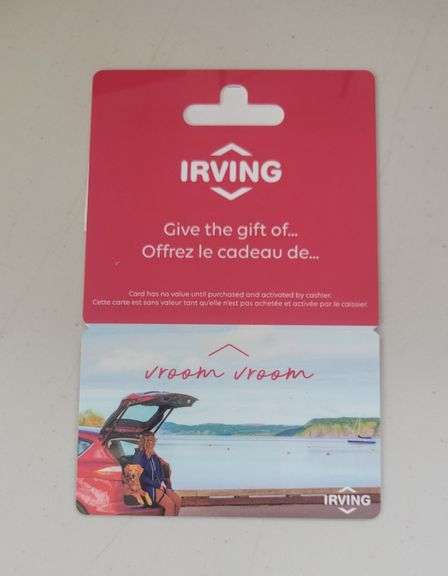 IRVING
Give the gift of...
Offrez le cadeau de...
Card has no value until purchased and activated by cashier.
Cette carte est sans valeur tant qu'elle n'est pas achetée et activée par le caissier.
vroom vroom
IRVING